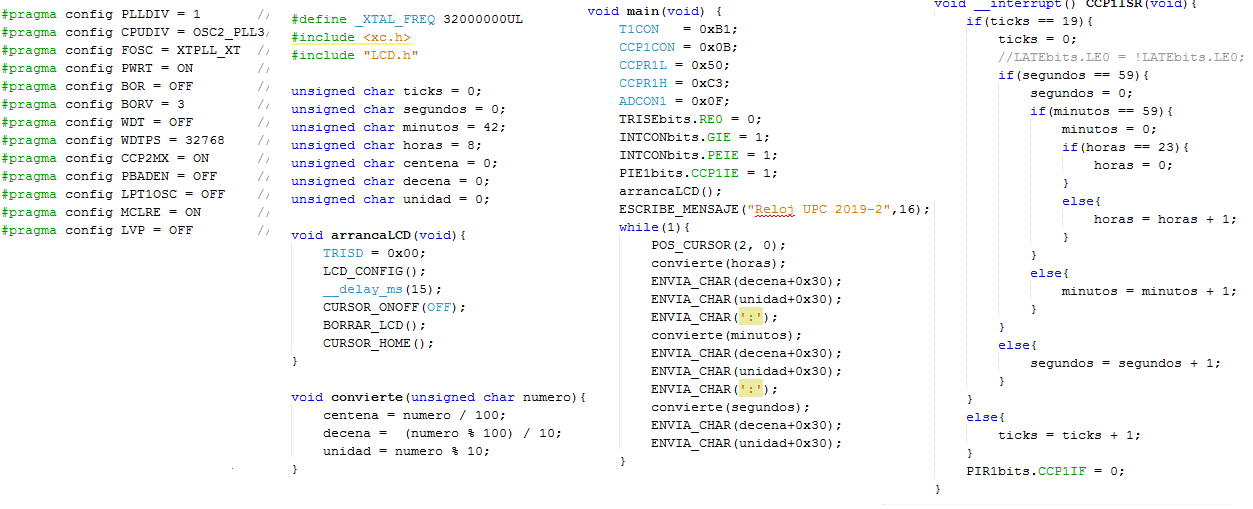 #pragma config PLLDIV = 1 //
#pragma config CPUDIV = OSC2_PLL3/
#pragma config FOSC = XTPLL_XT //
#pragma config PWRT = ON //
#pragma config BOR = OFF //
#pragma config BORV = 3 //
#pragma config WDT = OFF //
#pragma config WDTPS = 32768 //
#pragma config CCP2MX = ON //
#pragma config PBADEN = OFF //
#pragma config LPT1OSC = OFF //
#pragma config MCLRE = ON //
#pragma config LVP = OFF //
#define _XTAL_FREQ 32000000UL
#include <xc.h>
#include "LCD.h"
unsigned char ticks = 0;
unsigned char segundos = 0;
unsigned char minutos = 42;
unsigned char horas = 8;
unsigned char centena = 0;
unsigned char decena = 0;
unsigned char unidad = 0;
void arrancaLCD(void){
TRISD = 0x00;
LCD_CONFIG();
__delay_ms(15);
CURSOR_ONOFF(OFF);
BORRAR_LCD();
CURSOR_HOME();
}
void convierte(unsigned char numero){
centena = numero / 100;
decena =  (numero % 100) / 10;
unidad = numero % 10;
}
void main(void) {
T1CON   = 0xB1;
CCP1CON = 0x0B;
CCPR1L = 0x50;
CCPR1H = 0xC3;
ADCON1 = 0x0F;
TRISEbits.RE0 = 0;
INTCONbits.GIE = 1;
INTCONbits.PEIE = 1;
PIE1bits.CCP1IE = 1;
arrancaLCD();
ESCRIBE_MENSAJE("Reloj UPC 2019-2",16);
while(1){
POS_CURSOR(2, 0);
convierte(horas);
ENVIA_CHAR(decena+0x30);
ENVIA_CHAR(unidad+0x30);
ENVIA_CHAR(':');
convierte(minutos);
ENVIA_CHAR(decena+0x30);
ENVIA_CHAR(unidad+0x30);
ENVIA_CHAR(':');
convierte(segundos);
ENVIA_CHAR(decena+0x30);
ENVIA_CHAR(unidad+0x30);
}
void __interrupt() CCP1ISR(void){
if(ticks == 19){
ticks = 0;
//LATEbits.LE0 = !LATEbits.LE0;
if(segundos == 59){
segundos = 0;
if(minutos == 59){
minutos = 0;
if(horas == 23){
horas = 0;
}
else{
horas = horas + 1;
}
}
else{
minutos = minutos + 1;
}
}
else{
segundos = segundos + 1;
}
}
else{
ticks = ticks + 1;
}
PIR1bits.CCP1IF = 0;
}